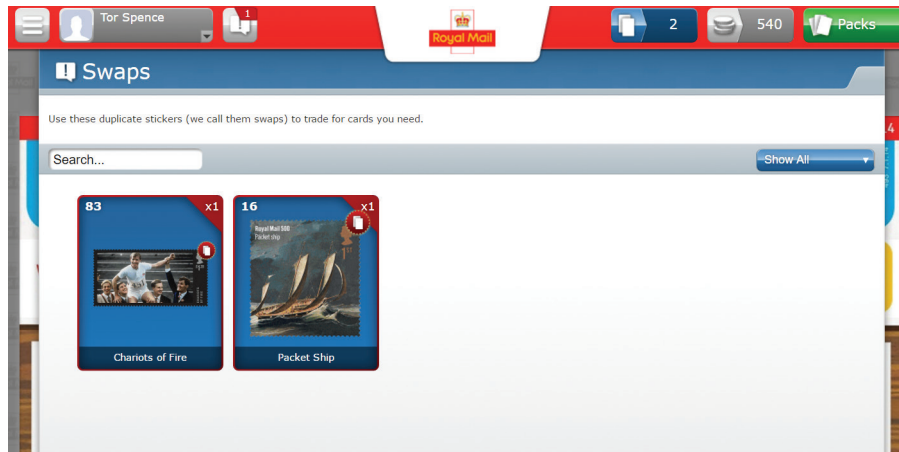 Tor Spence
1
Royal Mail
2
540
Packs
Swaps
Use these duplicate stickers (we call them swaps) to trade for cards you need.
Search...
Show All
83
x1
16
x1
Royal Mail 500
Packet ship
Chariots of Fire
Packet Ship